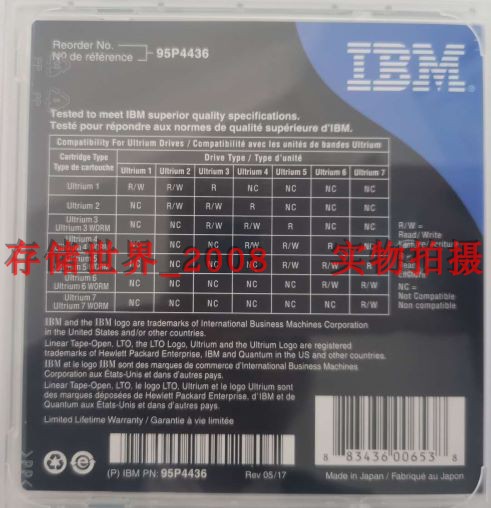 Reorder No.
Nº de référence
95P4436
IBM
Tested to meet IBM superior quality specifications.
Testé pour répondre aux normes de qualité supérieure d'IBM.
Compatibility For Ultrium Drives / Compatibilité avec les unités de bandes Ultrium
Cartridge Type
Type de cartouche
Drive Type / Type d'unité
Ultrium 1 Ultrium 2 Ultrium 3 Ultrium 4 Ultrium 5 Ultrium 6 Ultrium 7
Ultrium 1 R/W R/W R NC NC NC NC
Ultrium 2 NC R/W R/W R NC NC NC
Ultrium 3
Ultrium 3 WORM NC NC R/W R/W R NC NC
Ultrium 4
NC NC R/W R/W R NC
存储世界_2008 实物拍摄
NC NC R/W R/W
Ultrium 6
Ultrium 6 WORM NC NC NC NC NC R/W R/W
Ultrium 7
Ultrium 7 WORM NC NC NC NC NC NC R/W
R/W =
Read/Write
NC =
Not Compatible
Non compatible
IBM and the IBM logo are trademarks of International Business Machines Corporation
in the United States and/or other countries.
Linear Tape-Open, LTO, the LTO Logo, Ultrium and the Ultrium Logo are registered
trademarks of Hewlett Packard Enterprise, IBM and Quantum in the US and other countries.
IBM et le logo IBM sont des marques de commerce d'International Business Machines
Corporation aux États-Unis et dans d'autres pays.
Linear Tape-Open, LTO, le logo LTO, Ultrium et le logo Ultrium sont
des marques déposées de Hewlett Packard Enterprise, d'IBM et de
Quantum aux États-Unis et dans d'autres pays.
Limited Lifetime Warranty / Garantie à vie limitée
(P) IBM PN: 95P4436
Rev 05/17
8 83436 00653 8
Made in Japan / Fabriqué au Japon